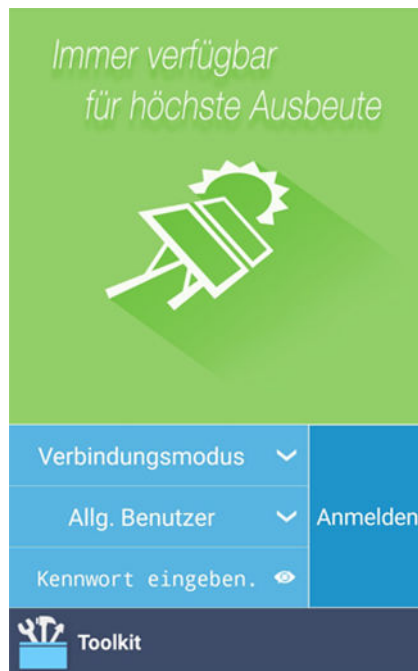 Immer verfügbar
für höchste Ausbeute
Verbindungsmodus
Allg. Benutzer
Anmelden
Kennwort eingeben.
Toolkit